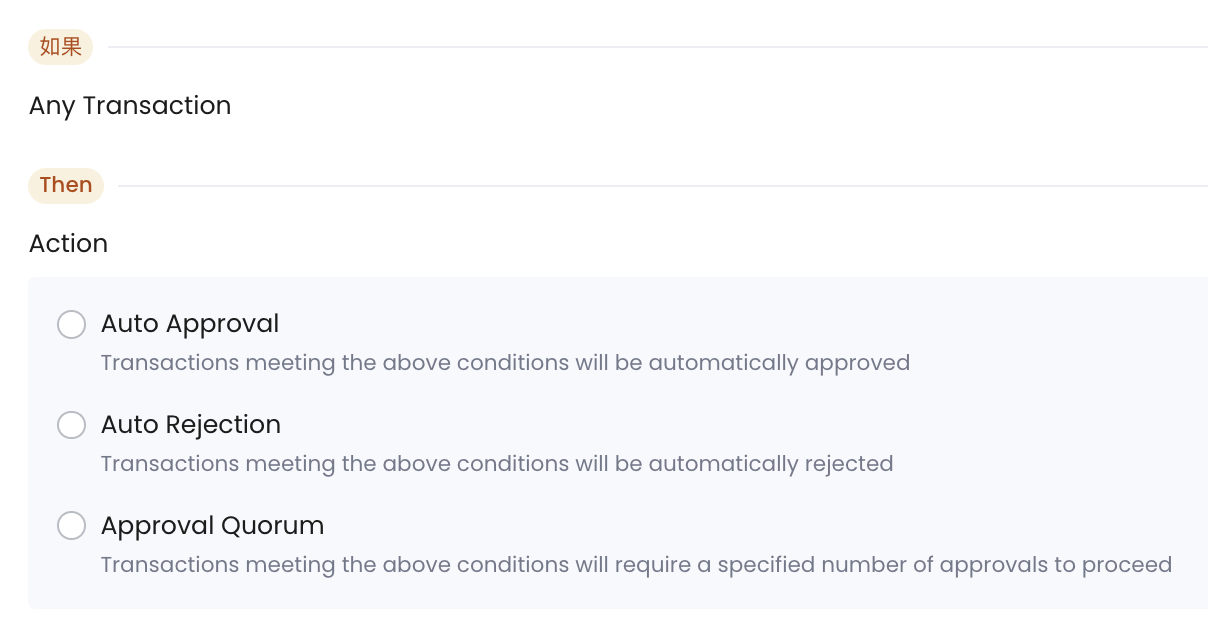 如果
Any Transaction
Then
Action
Auto Approval
Transactions meeting the above conditions will be automatically approved
Auto Rejection
Transactions meeting the above conditions will be automatically rejected
Approval Quorum
Transactions meeting the above conditions will require a specified number of approvals to proceed